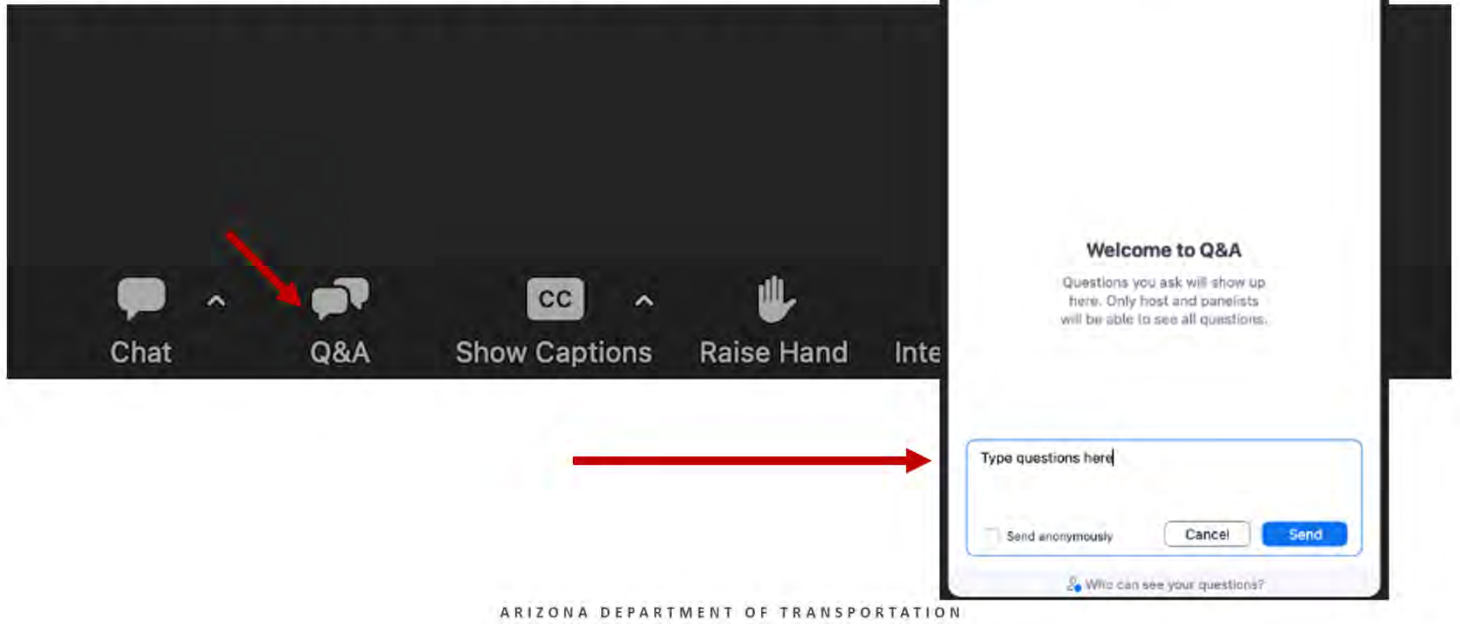 Chat
Q&A
CC
Show Captions
Raise Hand
Inte
Welcome to Q&A
Questions you ask will show up
here. Only host and panelists
will be able to see all questions.
Type questions here
Send anonymously
Cancel
Send
Who can see your questions?
ARIZONA DEPARTMENT OF TRANSPORTATION